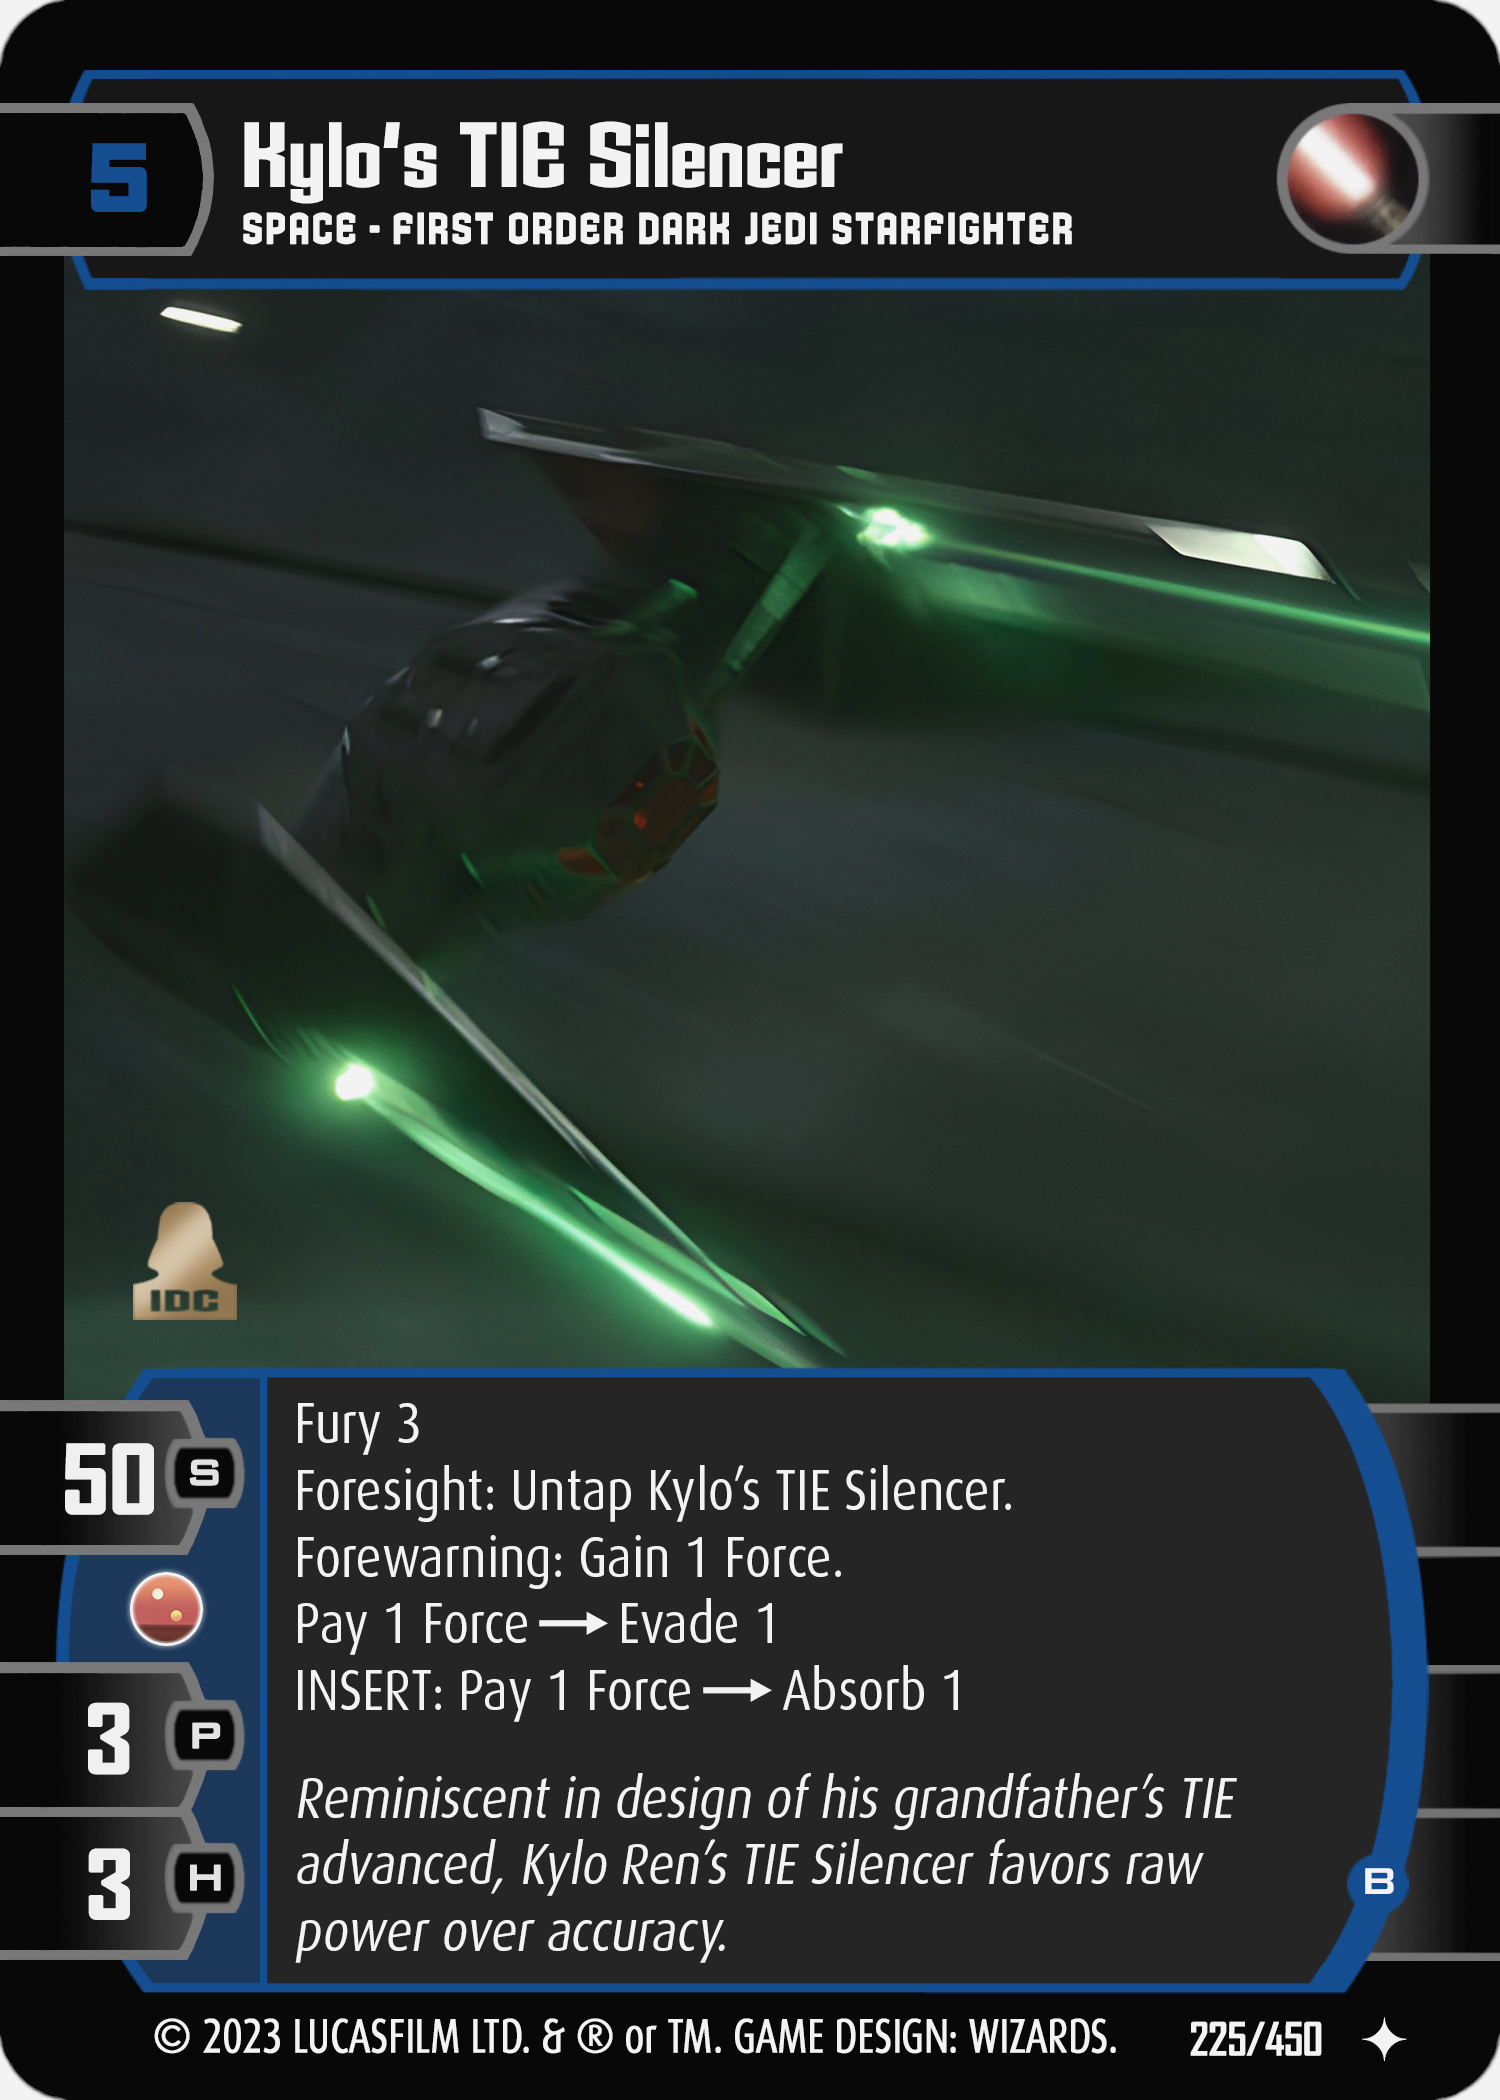 5
Kylo's TIE Silencer
SPACE - FIRST ORDER DARK JEDI STARFIGHTER
IDC
50 S
3 P
3 H
Fury 3
Foresight: Untap Kylo's TIE Silencer.
Forewarning: Gain 1 Force.
Pay 1 Force → Evade 1
INSERT: Pay 1 Force → Absorb 1
Reminiscent in design of his grandfather's TIE
advanced, Kylo Ren's TIE Silencer favors raw
power over accuracy.
B
© 2023 LUCASFILM LTD. & ® or TM. GAME DESIGN: WIZARDS.
225/450